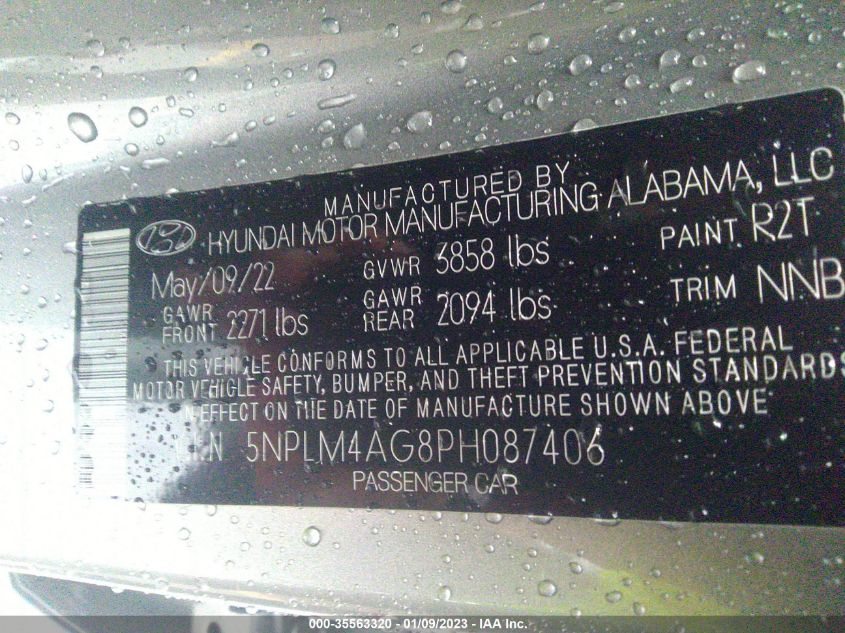 MANUFACTURED BY
HYUNDAI MOTOR MANUFACTURING ALABAMA, LLC
May/09/22 GVWR 3858 lbs PAINT R2T
GAWR FRONT 2271 lbs GAWR REAR 2094 lbs TRIM NNB
THIS VEHICLE CONFORMS TO ALL APPLICABLE U.S.A. FEDERAL
MOTOR VEHICLE SAFETY, BUMPER, AND THEFT PREVENTION STANDARDS
IN EFFECT ON THE DATE OF MANUFACTURE SHOWN ABOVE
5NPLM4AG8PH087406
PASSENGER CAR
000-35563320 - 01/09/2023 - IAA Inc.